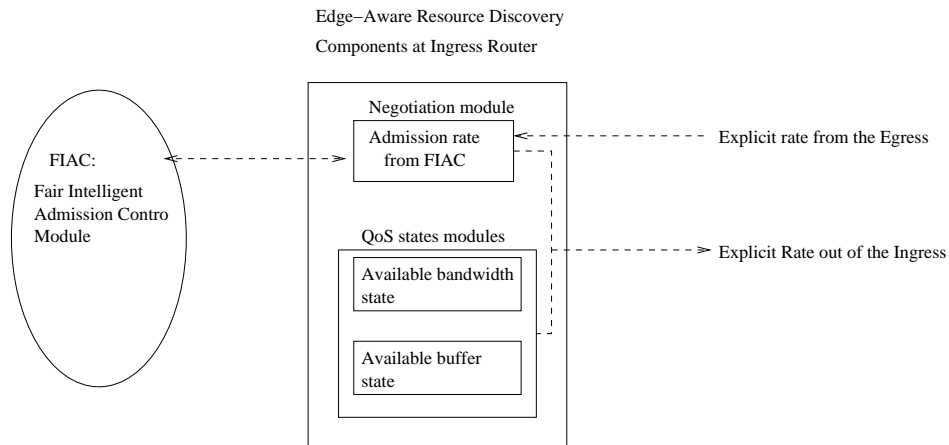 Edge−Aware Resource Discovery
Components at Ingress Router
Negotiation module
Admission rate
from FIAC
Explicit rate from the Egress
FIAC:
Fair Intelligent
Admission Contro
Module
QoS states modules
Available bandwidth
state
Explicit Rate out of the Ingress
Available buffer
state